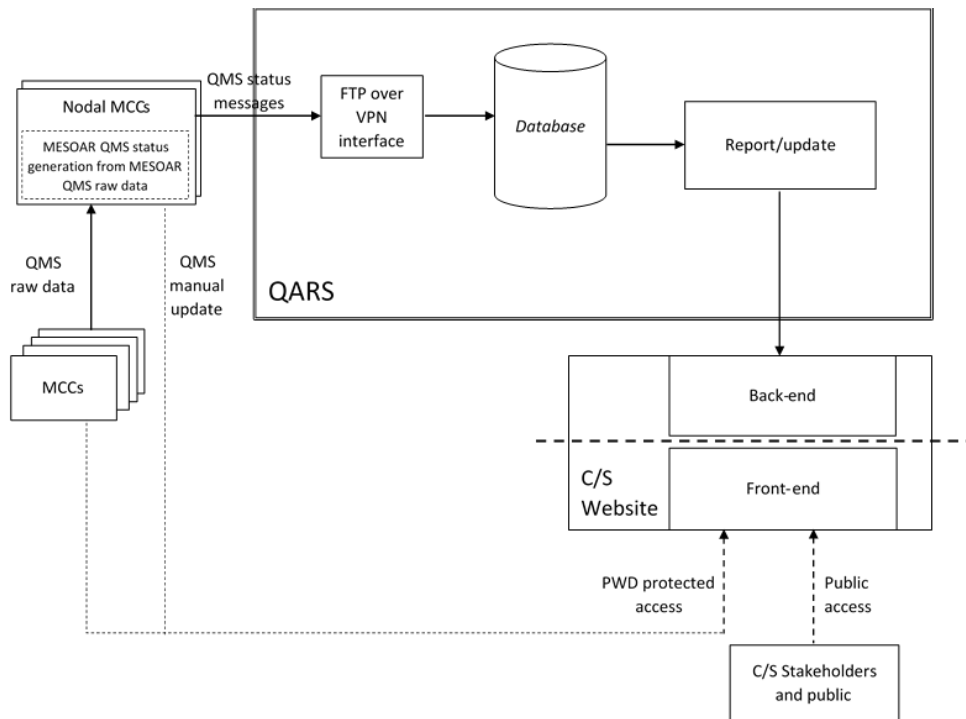 Nodal MCCs
MESOAR QMS status
generation from MESOAR
QMS raw data
QMS status
messages
FTP over
VPN
interface
Database
Report/update
QARS
QMS
raw data
QMS
manual
update
MCCs
Back-end
Front-end
C/S
Website
PWD protected
access
Public
access
C/S Stakeholders
and public